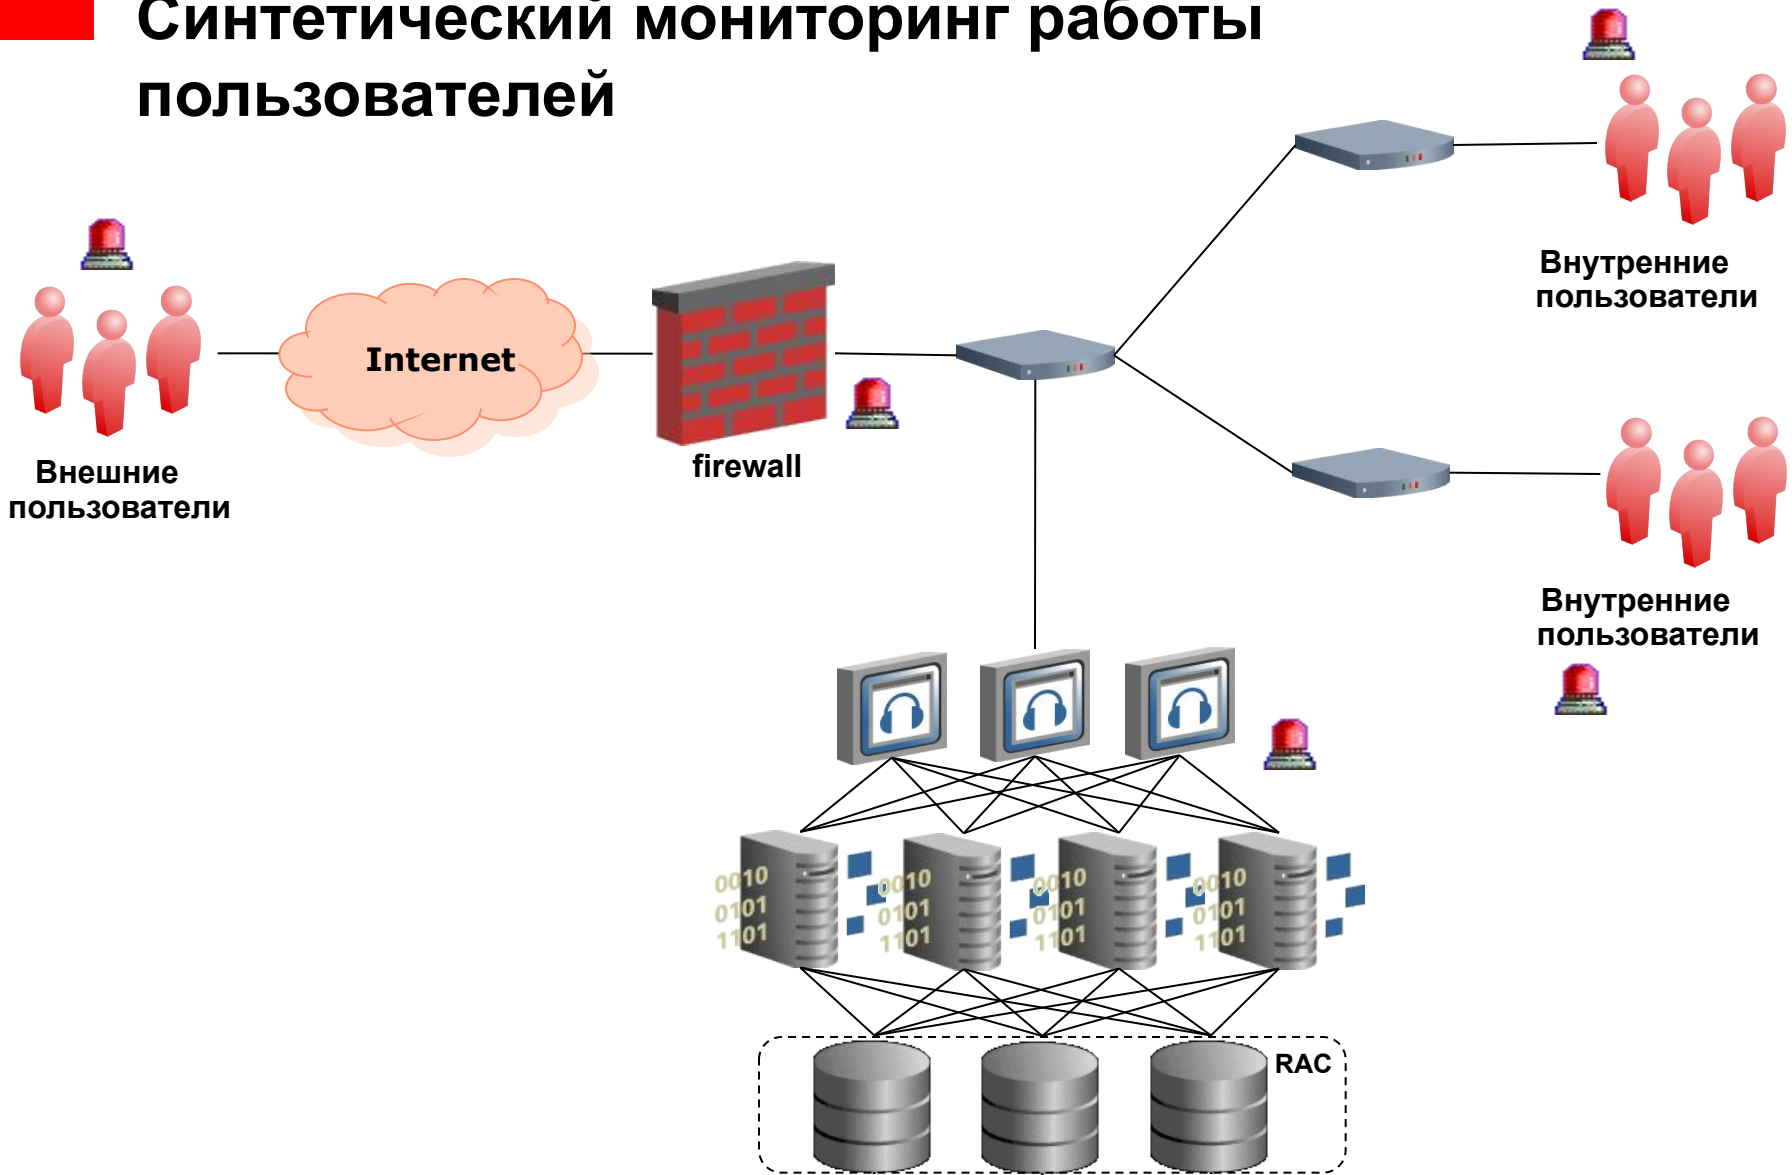 Синтетический мониторинг работы
пользователей
Внутренние
пользователи
Internet
firewall
Внешние
пользователи
Внутренние
пользователи
0010
0101
1101
0010
0101
1101
0010
0101
1101
0010
0101
1101
RAC